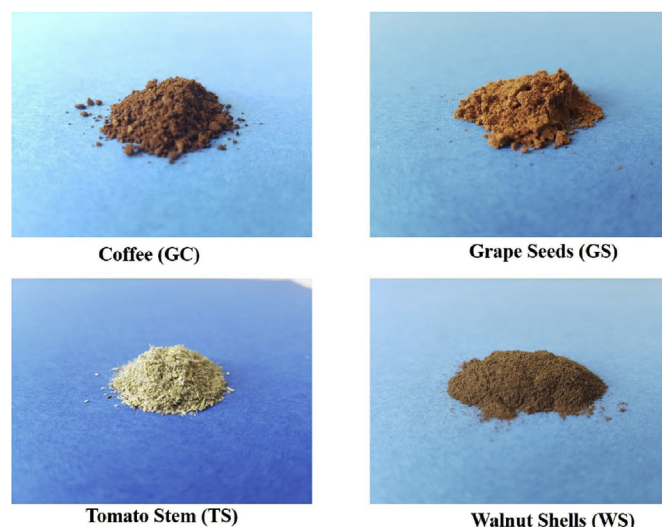 Coffee (GC)
Grape Seeds (GS)
Tomato Stem (TS)
Walnut Shells (WS)